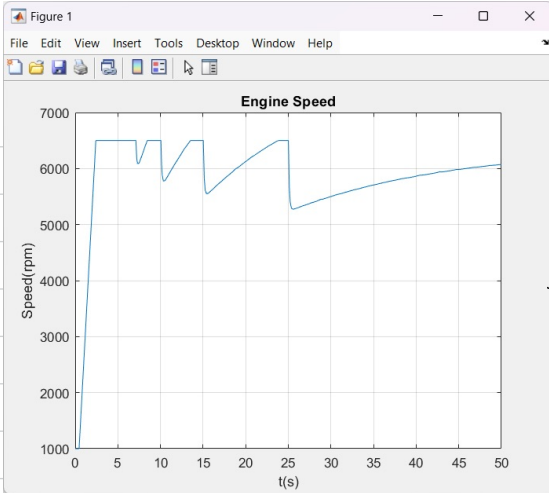 Figure 1
File Edit View Insert Tools Desktop Window Help
Engine Speed
7000
6000
5000
4000
3000
2000
1000
Speed(rpm)
0 5 10 15 20 25 30 35 40 45 50
t(s)